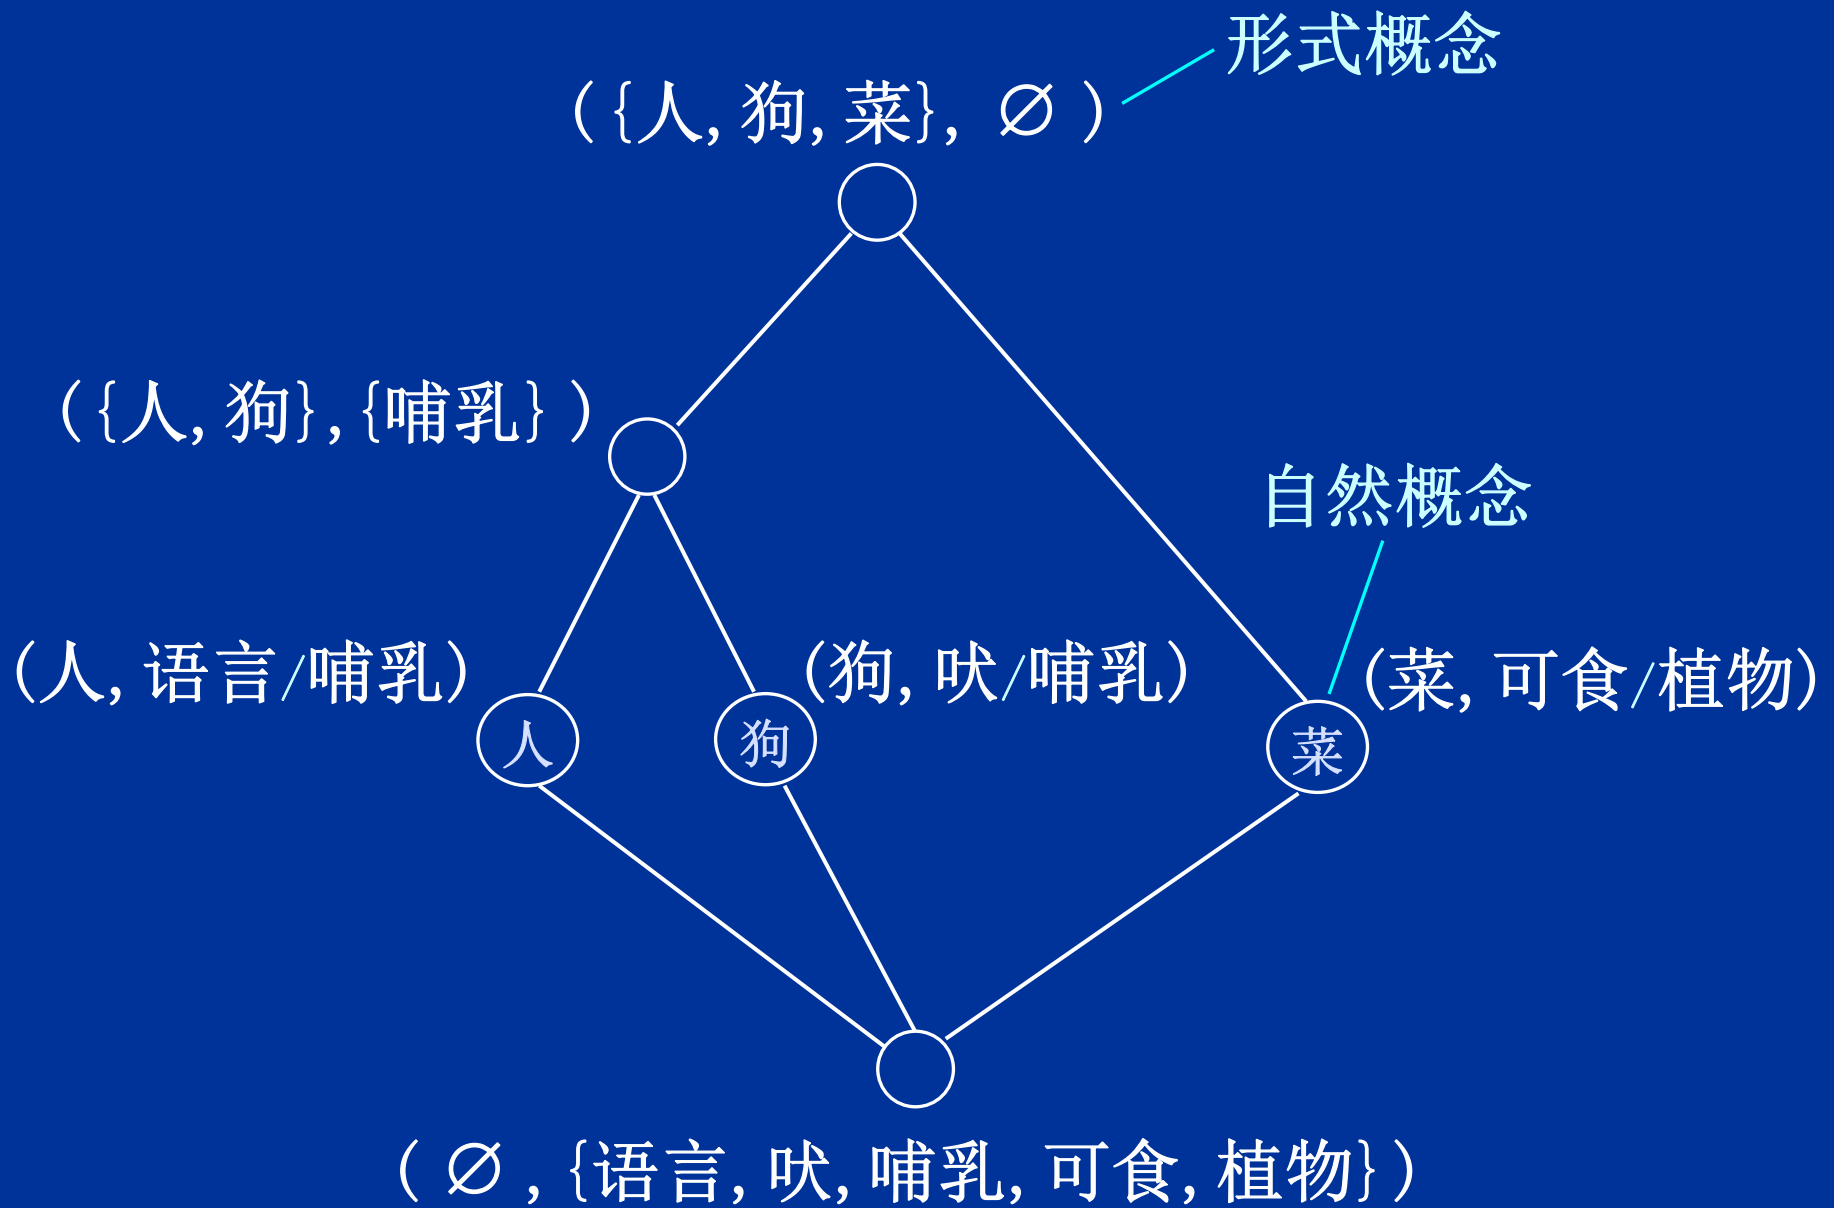 形式概念
( {人, 狗, 菜}, ∅ )
( {人, 狗}, {哺乳} )
自然概念
(人, 语言/哺乳)
(狗, 吠/哺乳)
(菜, 可食/植物)
人
狗
菜
( ∅ , {语言, 吠, 哺乳, 可食, 植物} )